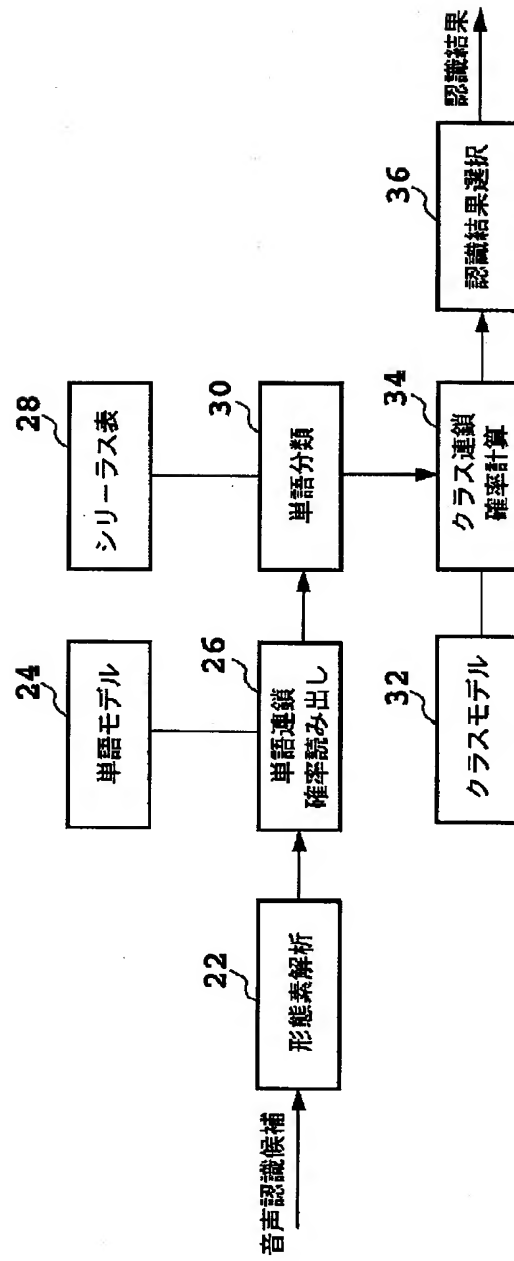 音声認識候補
22
形態素解析
24
単語モデル
26
単語連鎖
確率読み出し
28
シソーラス表
30
単語分類
32
クラスモデル
34
クラス連鎖
確率計算
36
認識結果選択
認識結果